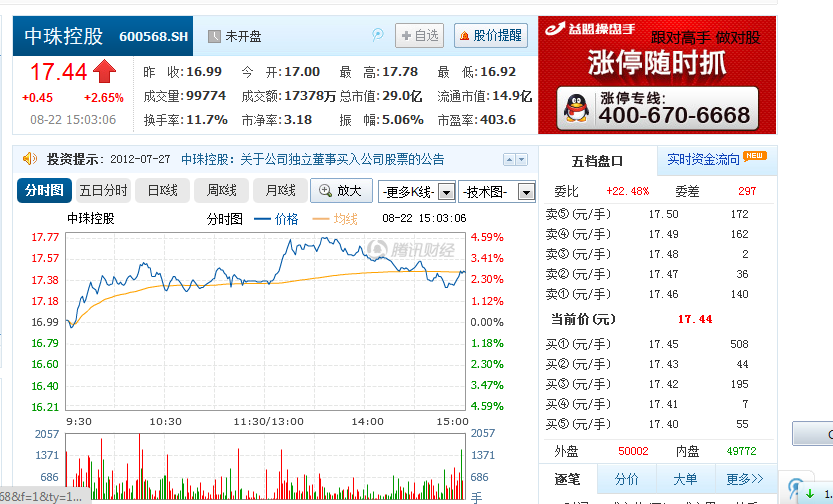 中珠控股 600568.SH 未开盘 自选 股价提醒
17.44
+0.45 +2.65%
08-22 15:03:06
昨 收:16.99 今 开:17.00 最 高:17.78 最 低:16.92
成交量:99774 成交额:17378万 总市值:29.0亿 流通市值:14.9亿
换手率:11.7% 市净率:3.18 振 幅:5.06% 市盈率:403.6
益盟操盘手
跟对高手 做对股
涨停随时抓
涨停专线:
400-670-6668
投资提示: 2012-07-27 中珠控股:关于公司独立董事买入公司股票的公告
分时图 五日分时 日K线 周K线 月K线 放大 -更多K线- -技术图-
中珠控股 分时图 价格 均线 08-22 15:03:06
腾讯财经
17.77 4.59%
17.57 3.41%
17.38 2.30%
17.18 1.12%
16.99 0.00%
16.79 1.18%
16.60 2.30%
16.40 3.47%
16.21 4.59%
9:30 10:30 11:30/13:00 14:00 15:00
2057 2057
1371 1371
686 686
手
68&f=1&ty=1...
五档盘口 实时资金流向 NEW
委比 +22.48% 委差 297
卖⑤(元/手) 17.50 172
卖④(元/手) 17.49 162
卖③(元/手) 17.48 2
卖②(元/手) 17.47 36
卖①(元/手) 17.46 140
当前价(元) 17.44
买①(元/手) 17.45 508
买②(元/手) 17.43 44
买③(元/手) 17.42 195
买④(元/手) 17.41 7
买⑤(元/手) 17.40 55
外盘 50002 内盘 49772
逐笔 分价 大单 更多>>